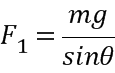 F₁ = mg / sinθ